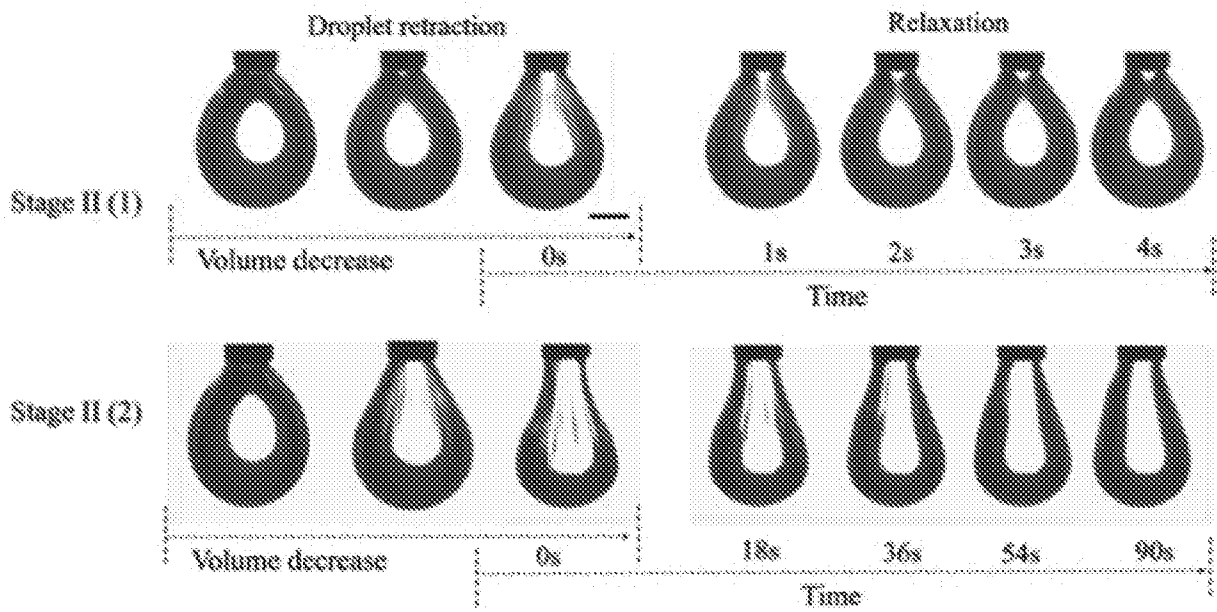 Droplet retraction
Relaxation
Stage II (1)
Volume decrease
0s
1s
2s
3s
4s
Time
Stage II (2)
Volume decrease
0s
18s
36s
54s
90s
Time